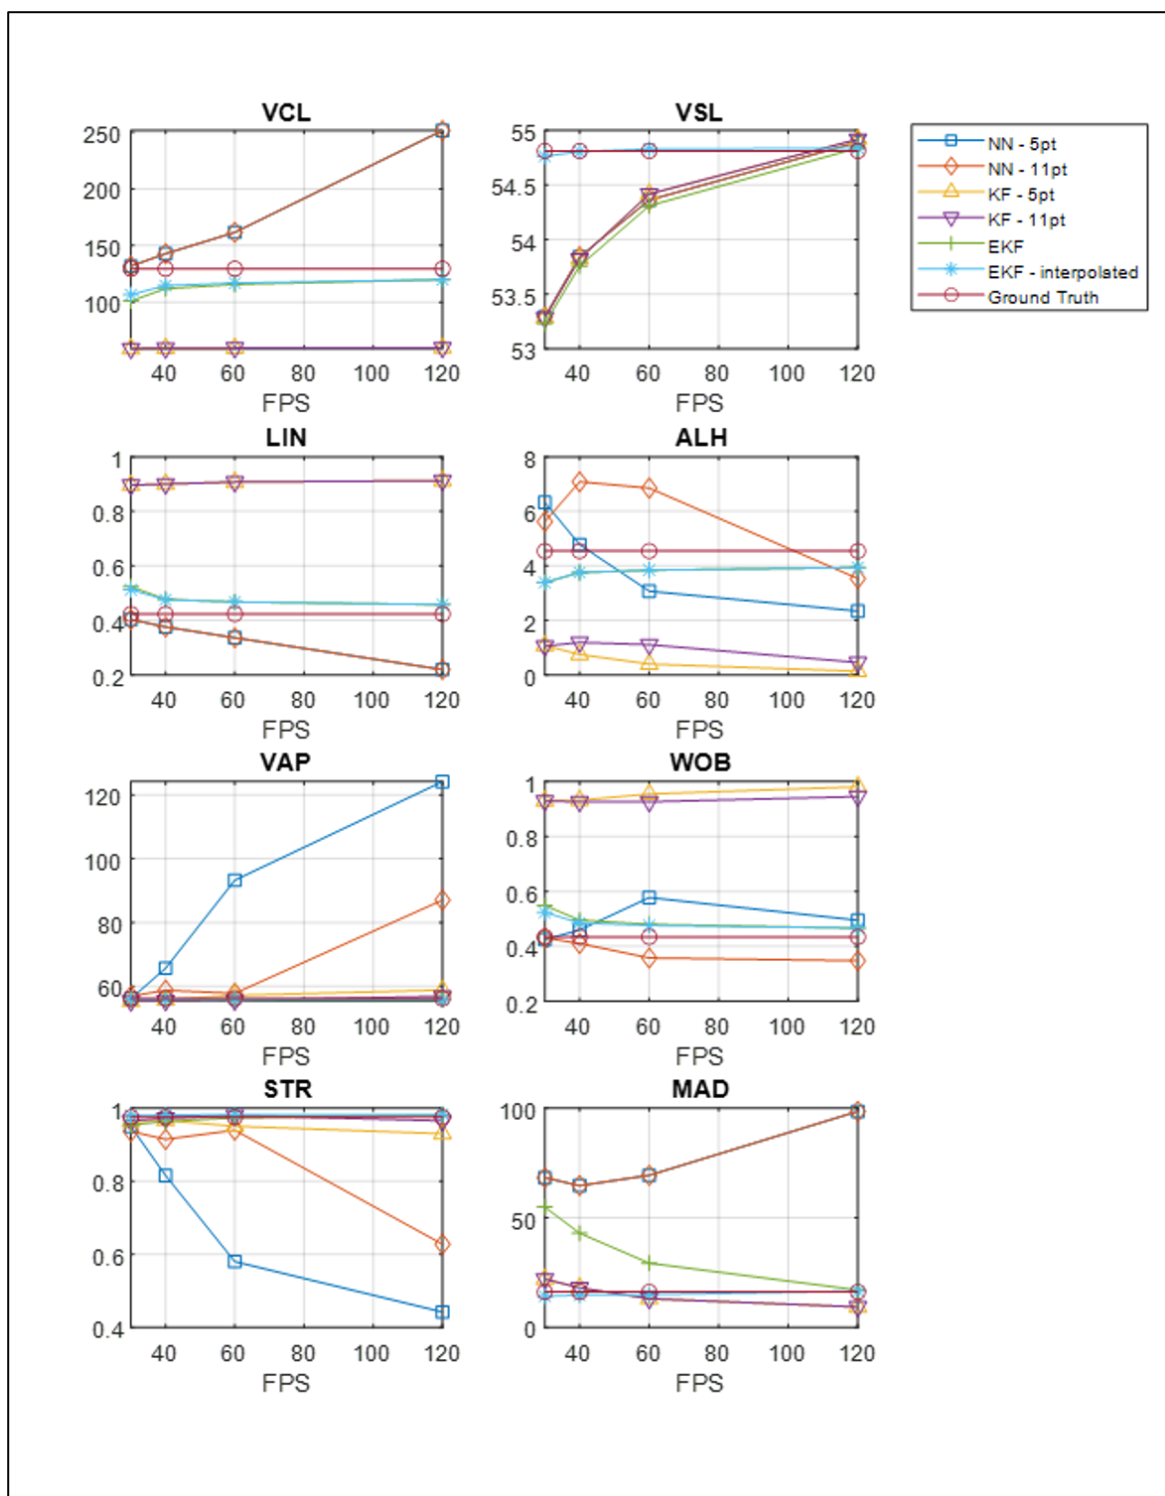 VCL
250
200
150
100
40 60 80 100 120
FPS
VSL
55
54.5
54
53.5
53
40 60 80 100 120
FPS
NN - 5pt
NN - 11pt
KF - 5pt
KF - 11pt
EKF
EKF - interpolated
Ground Truth
LIN
1
0.8
0.6
0.4
0.2
40 60 80 100 120
FPS
ALH
8
6
4
2
0
40 60 80 100 120
FPS
VAP
120
100
80
60
40 60 80 100 120
FPS
WOB
1
0.8
0.6
0.4
0.2
40 60 80 100 120
FPS
STR
1
0.8
0.6
0.4
40 60 80 100 120
FPS
MAD
100
50
0
40 60 80 100 120
FPS